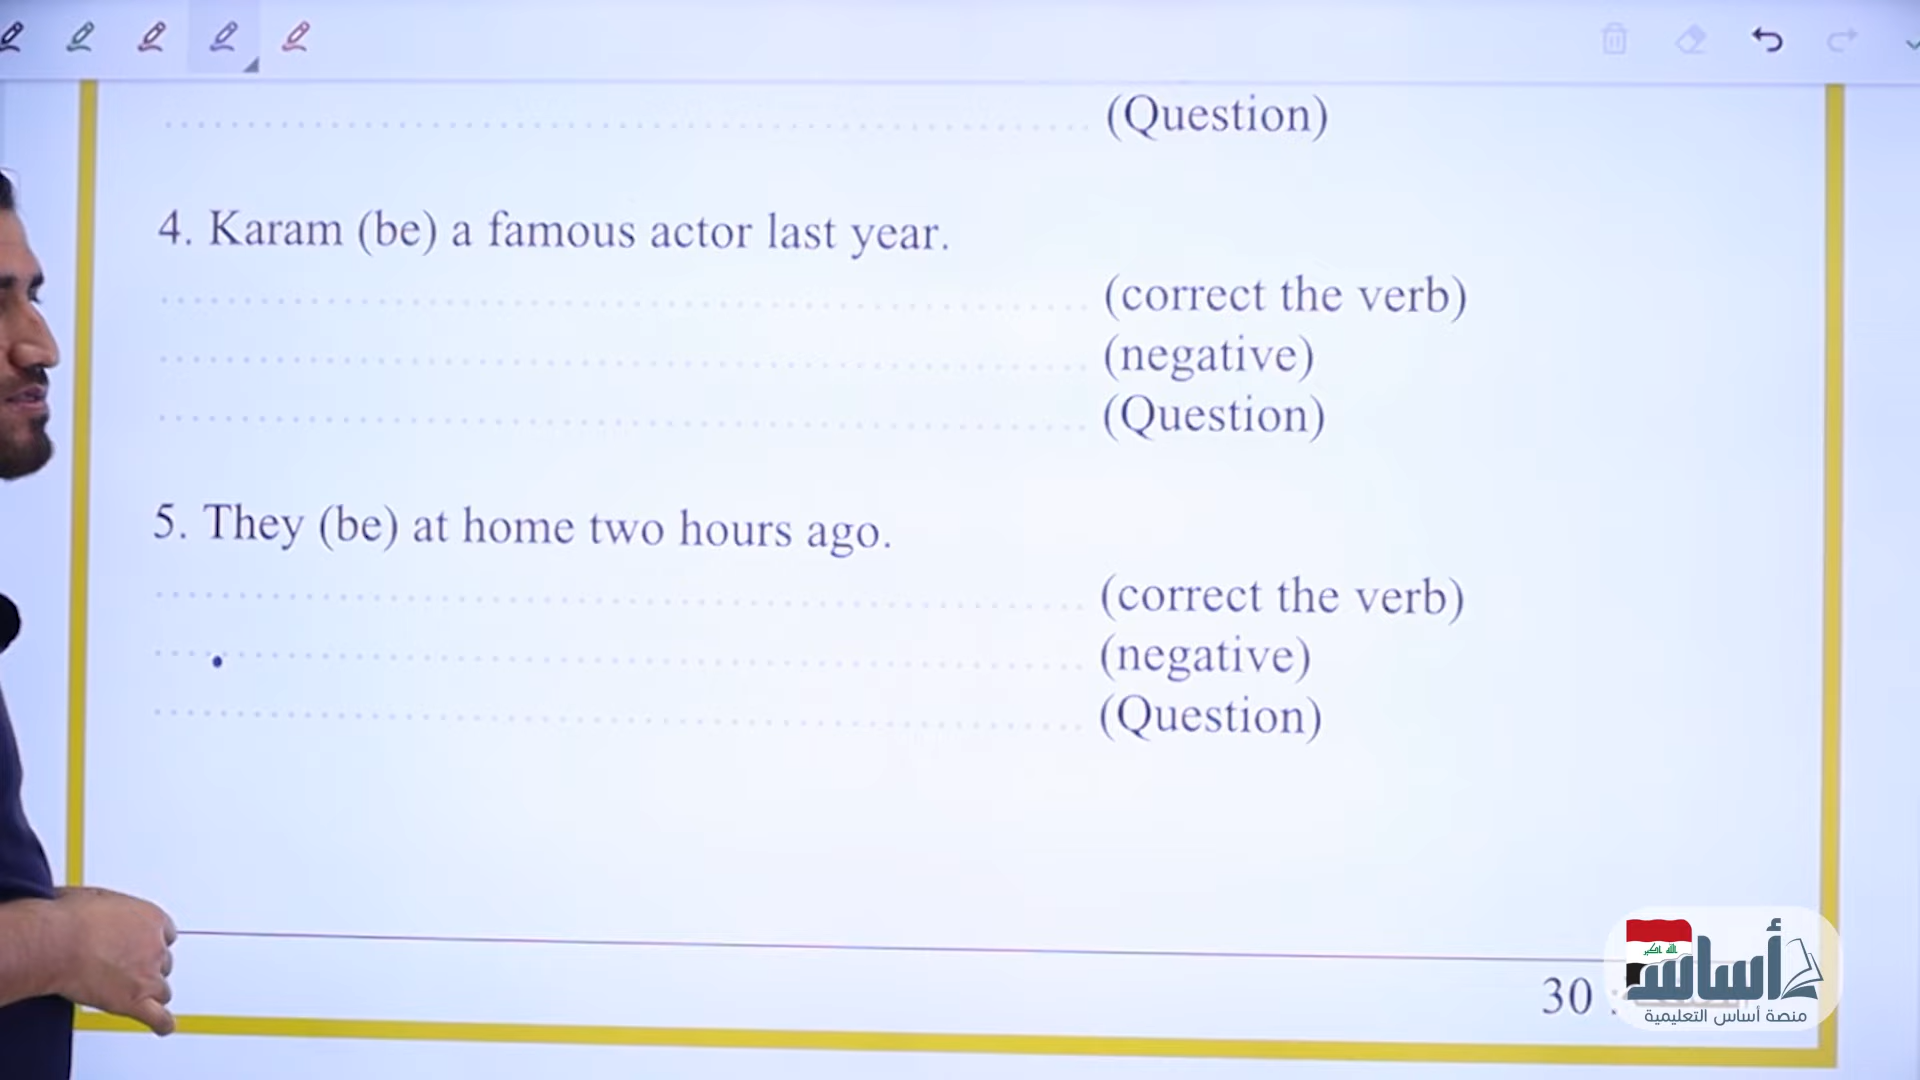 (Question)
4. Karam (be) a famous actor last year.
(correct the verb)
(negative)
(Question)
5. They (be) at home two hours ago.
(correct the verb)
(negative)
(Question)
30 :
أساس
منصة أساس التعليمية